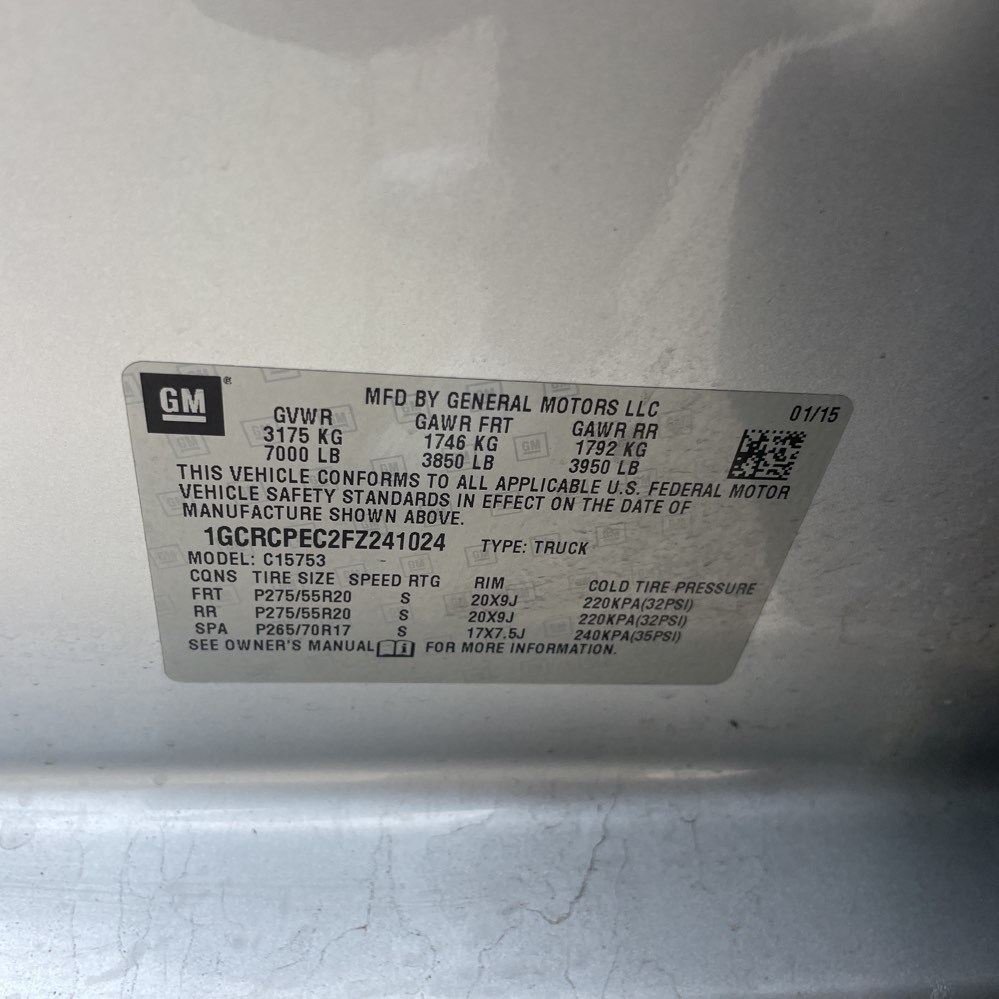 GM®
MFD BY GENERAL MOTORS LLC 01/15
GVWR GAWR FRT GAWR RR
3175 KG 1746 KG 1792 KG
7000 LB 3850 LB 3950 LB
THIS VEHICLE CONFORMS TO ALL APPLICABLE U.S. FEDERAL MOTOR
VEHICLE SAFETY STANDARDS IN EFFECT ON THE DATE OF
MANUFACTURE SHOWN ABOVE.
1GCRCPEC2FZ241024 TYPE: TRUCK
MODEL: C15753 -
CQNS TIRE SIZE SPEED RTG RIM COLD TIRE PRESSURE
FRT P275/55R20 S 20X9J 220KPA(32PSI)
RR P275/55R20 S 20X9J 220KPA(32PSI)
SPA P265/70R17 S 17X7.5J 240KPA(35PSI)
SEE OWNER'S MANUAL i FOR MORE INFORMATION.